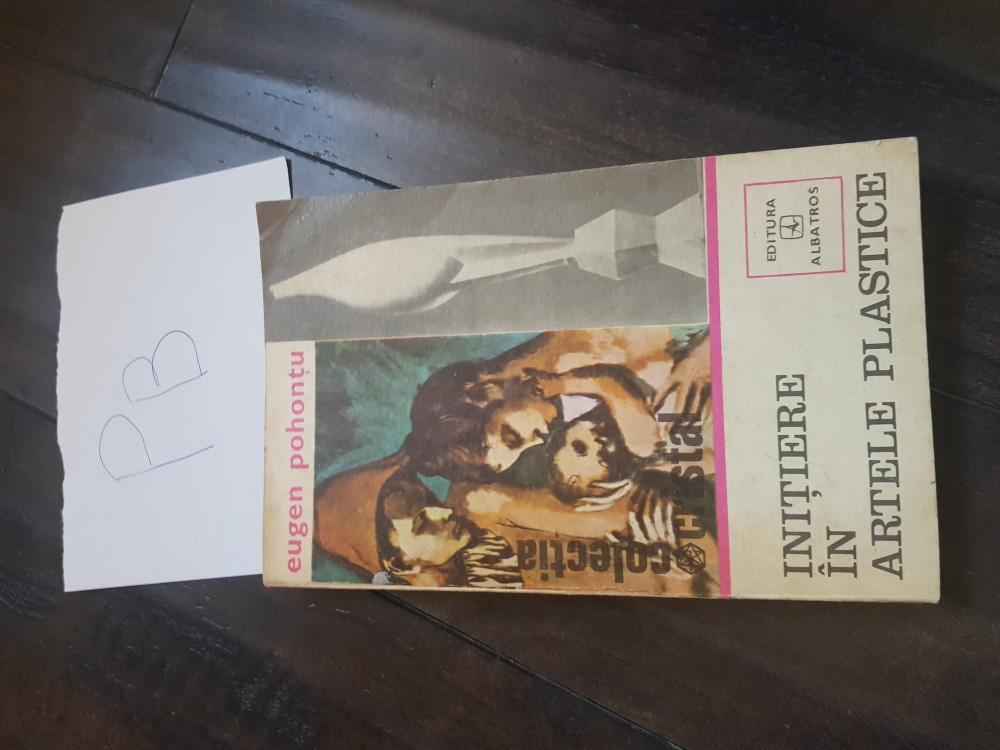 PB
eugen pohonțu
colecția
cristal
INIȚIERE
ÎN
ARTELE PLASTICE
EDITURA
ALBATROS